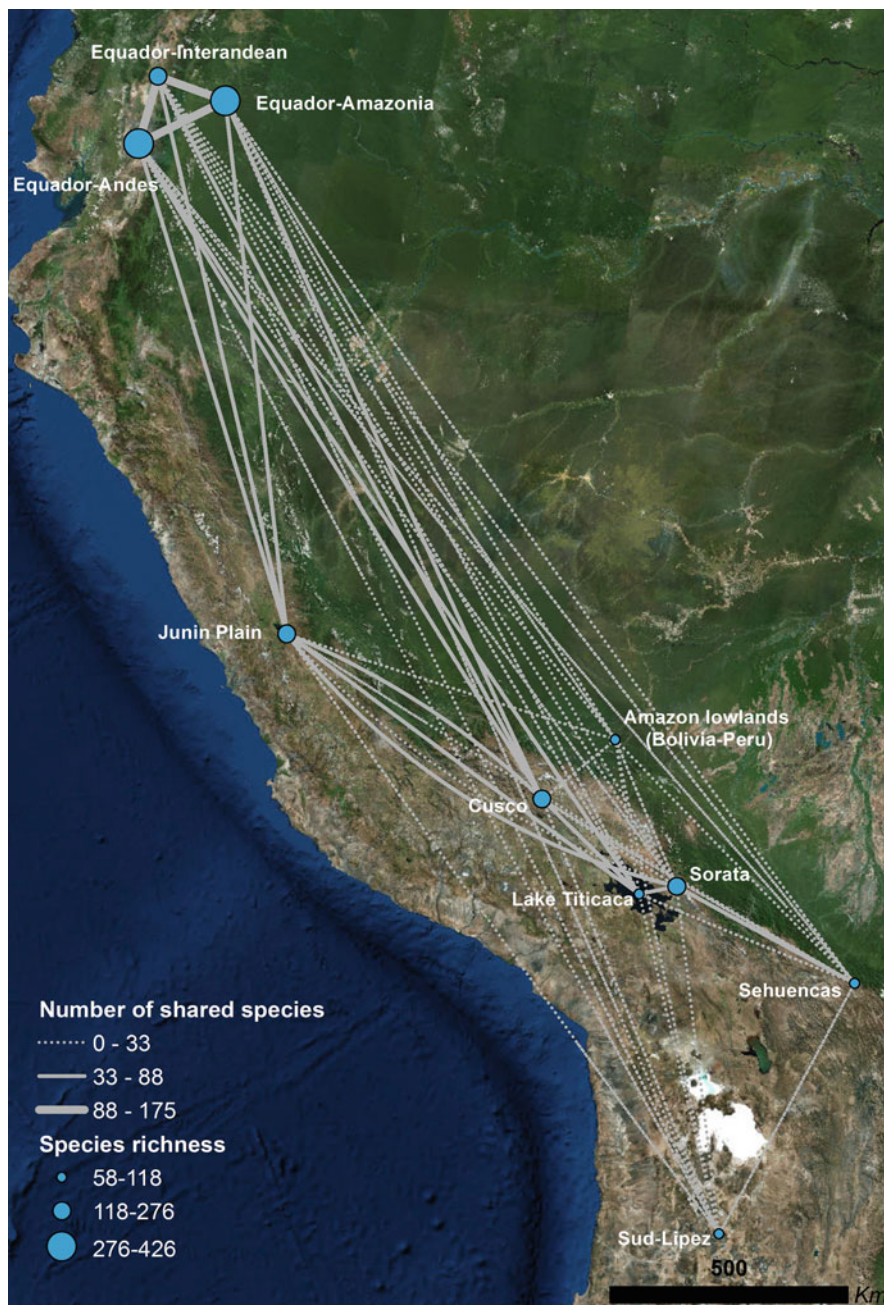 Equador-Interandean
Equador-Amazonia
Equador-Andes
Junin Plain
Amazon lowlands
(Bolivia-Peru)
Cusco
Sorata
Lake Titicaca
Sehuencas
Number of shared species
0 - 33
33 - 88
88 - 175
Species richness
58-118
118-276
276-426
Sud-Lipez
500
Km